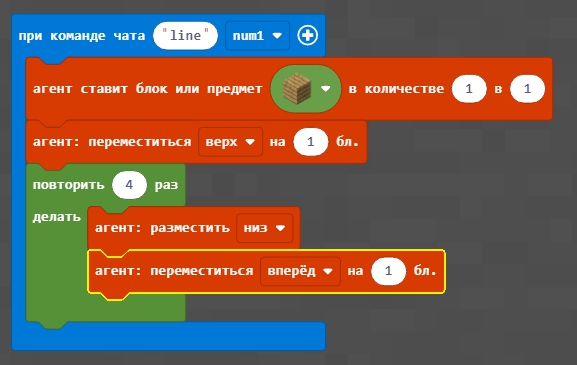 при команде чата "line" num1
агент ставит блок или предмет в количестве 1 в 1
агент: переместиться верх на 1 бл.
повторить 4 раз
делать
агент: разместить низ
агент: переместиться вперёд на 1 бл.